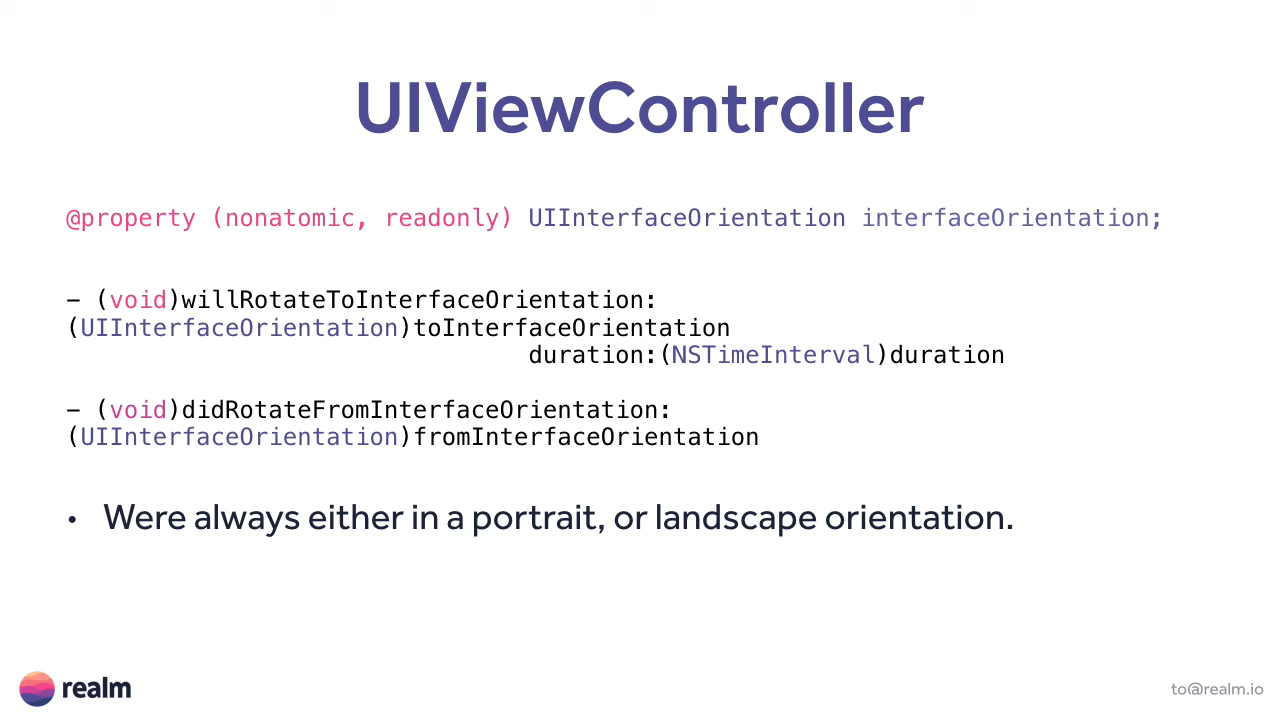 UIViewController
@property (nonatomic, readonly) UIInterfaceOrientation interfaceOrientation;
- (void)willRotateToInterfaceOrientation:
(UIInterfaceOrientation)toInterfaceOrientation
duration:(NSTimeInterval)duration
- (void)didRotateFromInterfaceOrientation:
(UIInterfaceOrientation)fromInterfaceOrientation
• Were always either in a portrait, or landscape orientation.
realm
to@realm.io